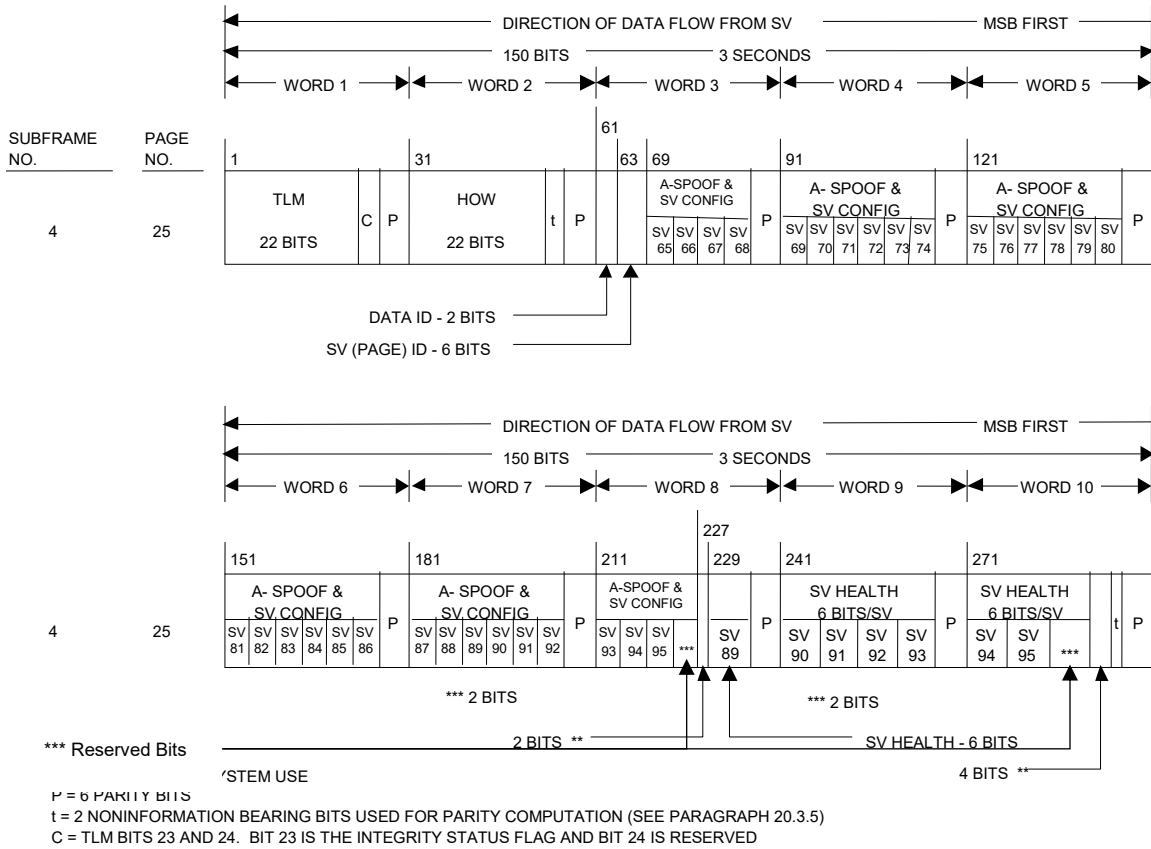 DIRECTION OF DATA FLOW FROM SV MSB FIRST
150 BITS 3 SECONDS
WORD 1 WORD 2 WORD 3 WORD 4 WORD 5
SUBFRAME NO.
PAGE NO.
61
1 31 63 69 91 121
4 25
TLM
22 BITS
C P
HOW
22 BITS
t P
A-SPOOF &
SV CONFIG
SV 65 SV 66 SV 67 SV 68
P
A- SPOOF &
SV CONFIG
SV 69 SV 70 SV 71 SV 72 SV 73 SV 74
P
A- SPOOF &
SV CONFIG
SV 75 SV 76 SV 77 SV 78 SV 79 SV 80
P
DATA ID - 2 BITS
SV (PAGE) ID - 6 BITS
DIRECTION OF DATA FLOW FROM SV MSB FIRST
150 BITS 3 SECONDS
WORD 6 WORD 7 WORD 8 WORD 9 WORD 10
227
151 181 211 229 241 271
4 25
A- SPOOF &
SV CONFIG
SV 81 SV 82 SV 83 SV 84 SV 85 SV 86
P
A- SPOOF &
SV CONFIG
SV 87 SV 88 SV 89 SV 90 SV 91 SV 92
P
A-SPOOF &
SV CONFIG
SV 93 SV 94 SV 95 ***
SV 89
P
SV HEALTH
6 BITS/SV
SV 90 SV 91 SV 92 SV 93
P
SV HEALTH
6 BITS/SV
SV 94 SV 95 ***
t P
*** 2 BITS *** 2 BITS
*** Reserved Bits 2 BITS ** SV HEALTH - 6 BITS
YSTEM USE 4 BITS **
P = 6 PARITY BITS
t = 2 NONINFORMATION BEARING BITS USED FOR PARITY COMPUTATION (SEE PARAGRAPH 20.3.5)
C = TLM BITS 23 AND 24. BIT 23 IS THE INTEGRITY STATUS FLAG AND BIT 24 IS RESERVED